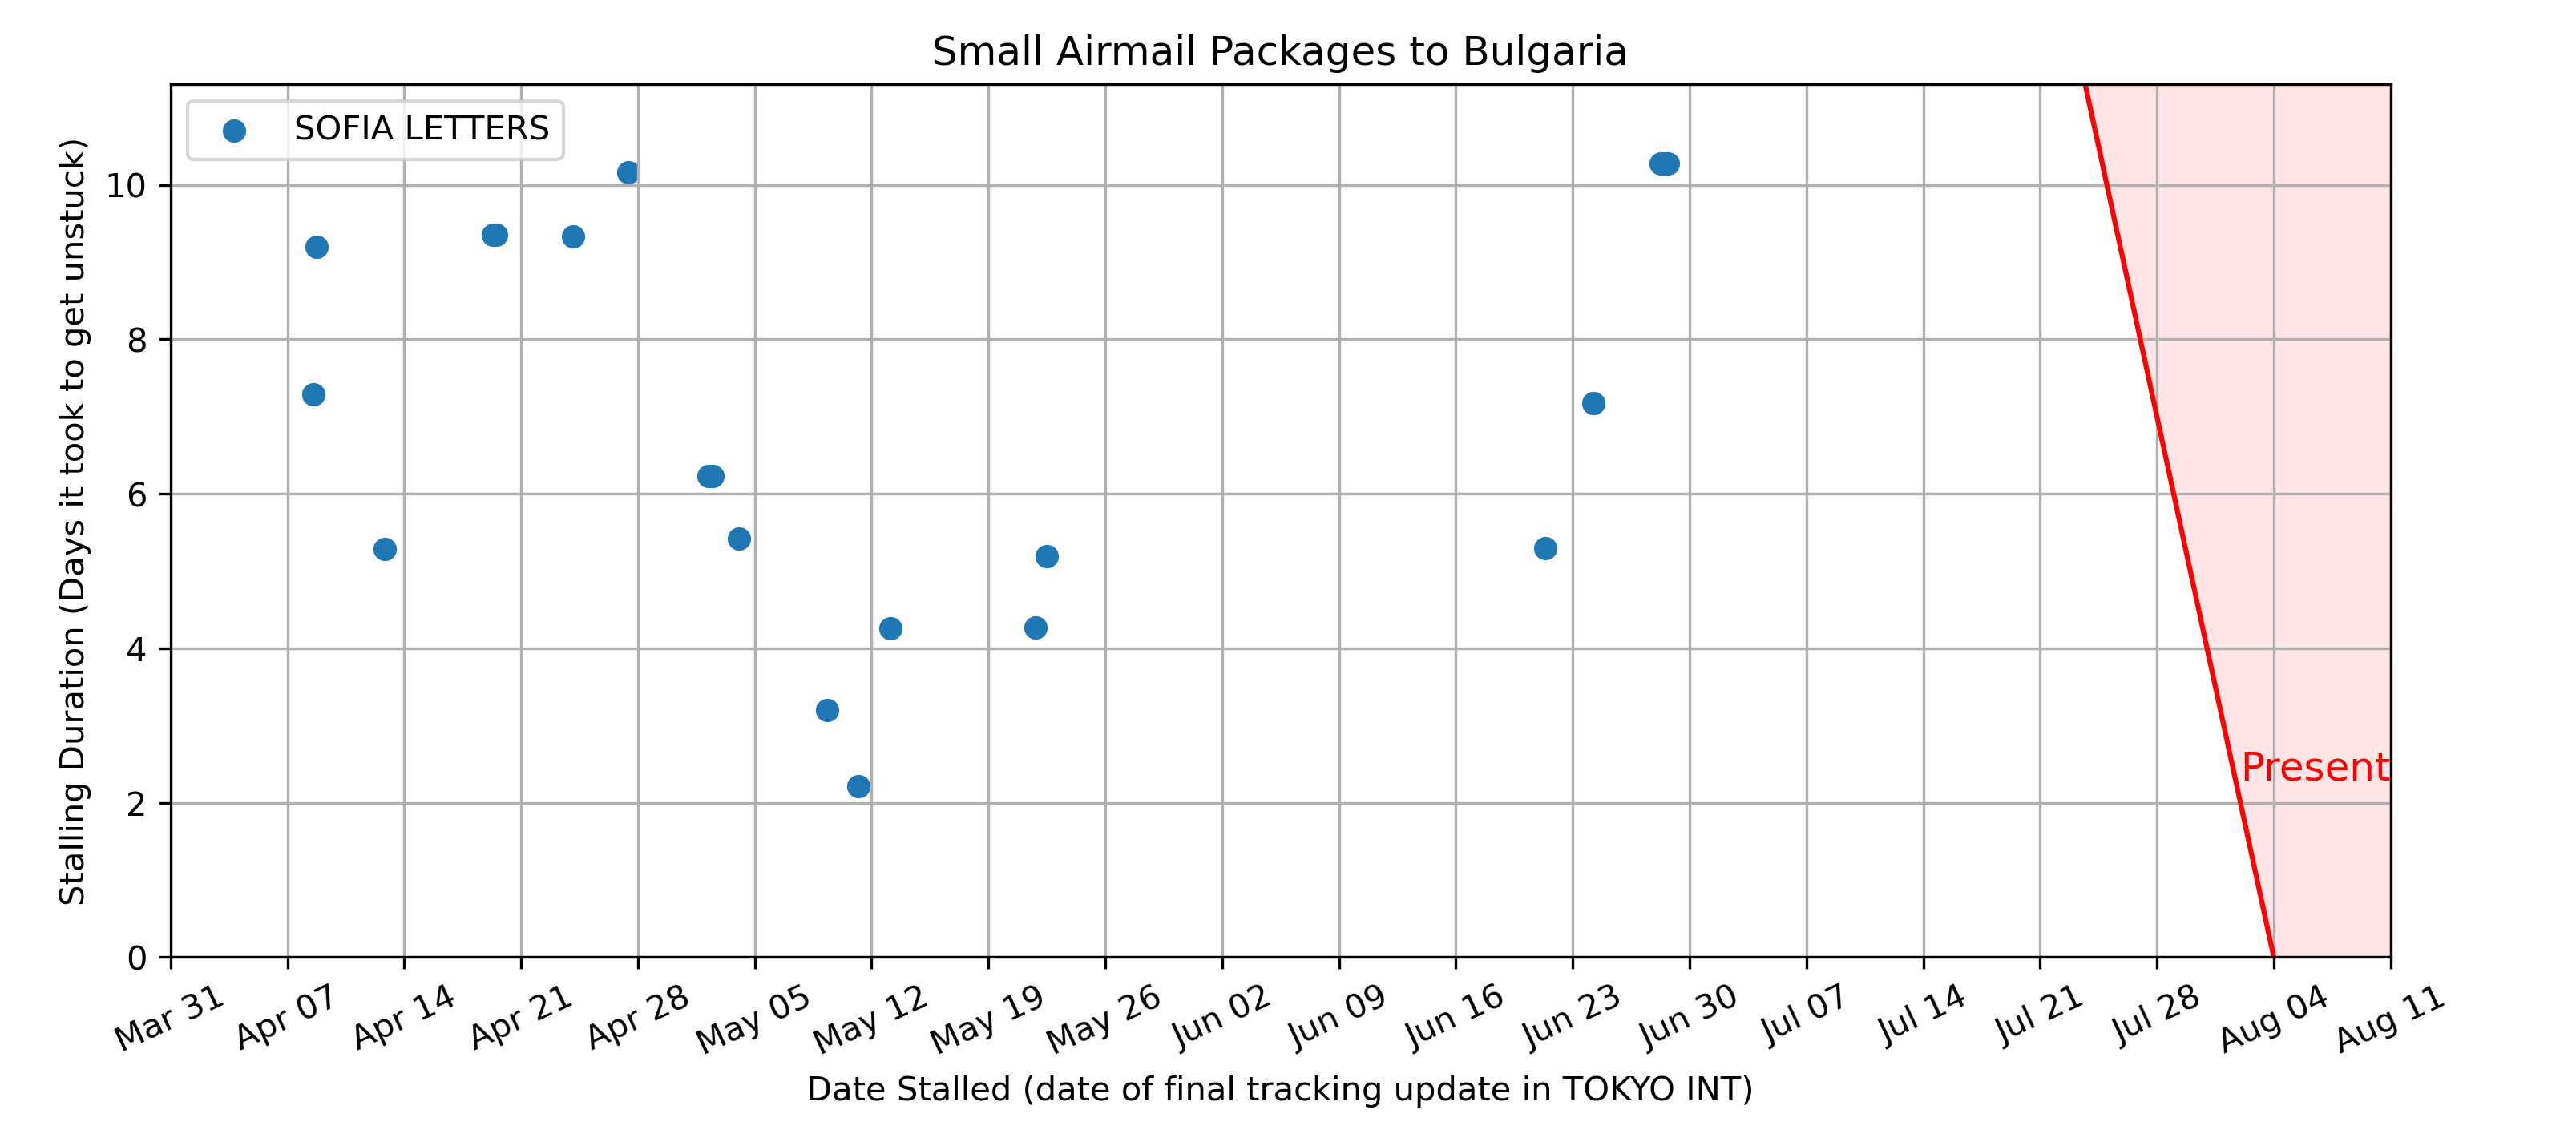 Small Airmail Packages to Bulgaria
SOFIA LETTERS
Stalling Duration (Days it took to get unstuck)
10
8
6
4
2
0
Present
Mar 31 Apr 07 Apr 14 Apr 21 Apr 28 May 05 May 12 May 19 May 26 Jun 02 Jun 09 Jun 16 Jun 23 Jun 30 Jul 07 Jul 14 Jul 21 Jul 28 Aug 04 Aug 11
Date Stalled (date of final tracking update in TOKYO INT)